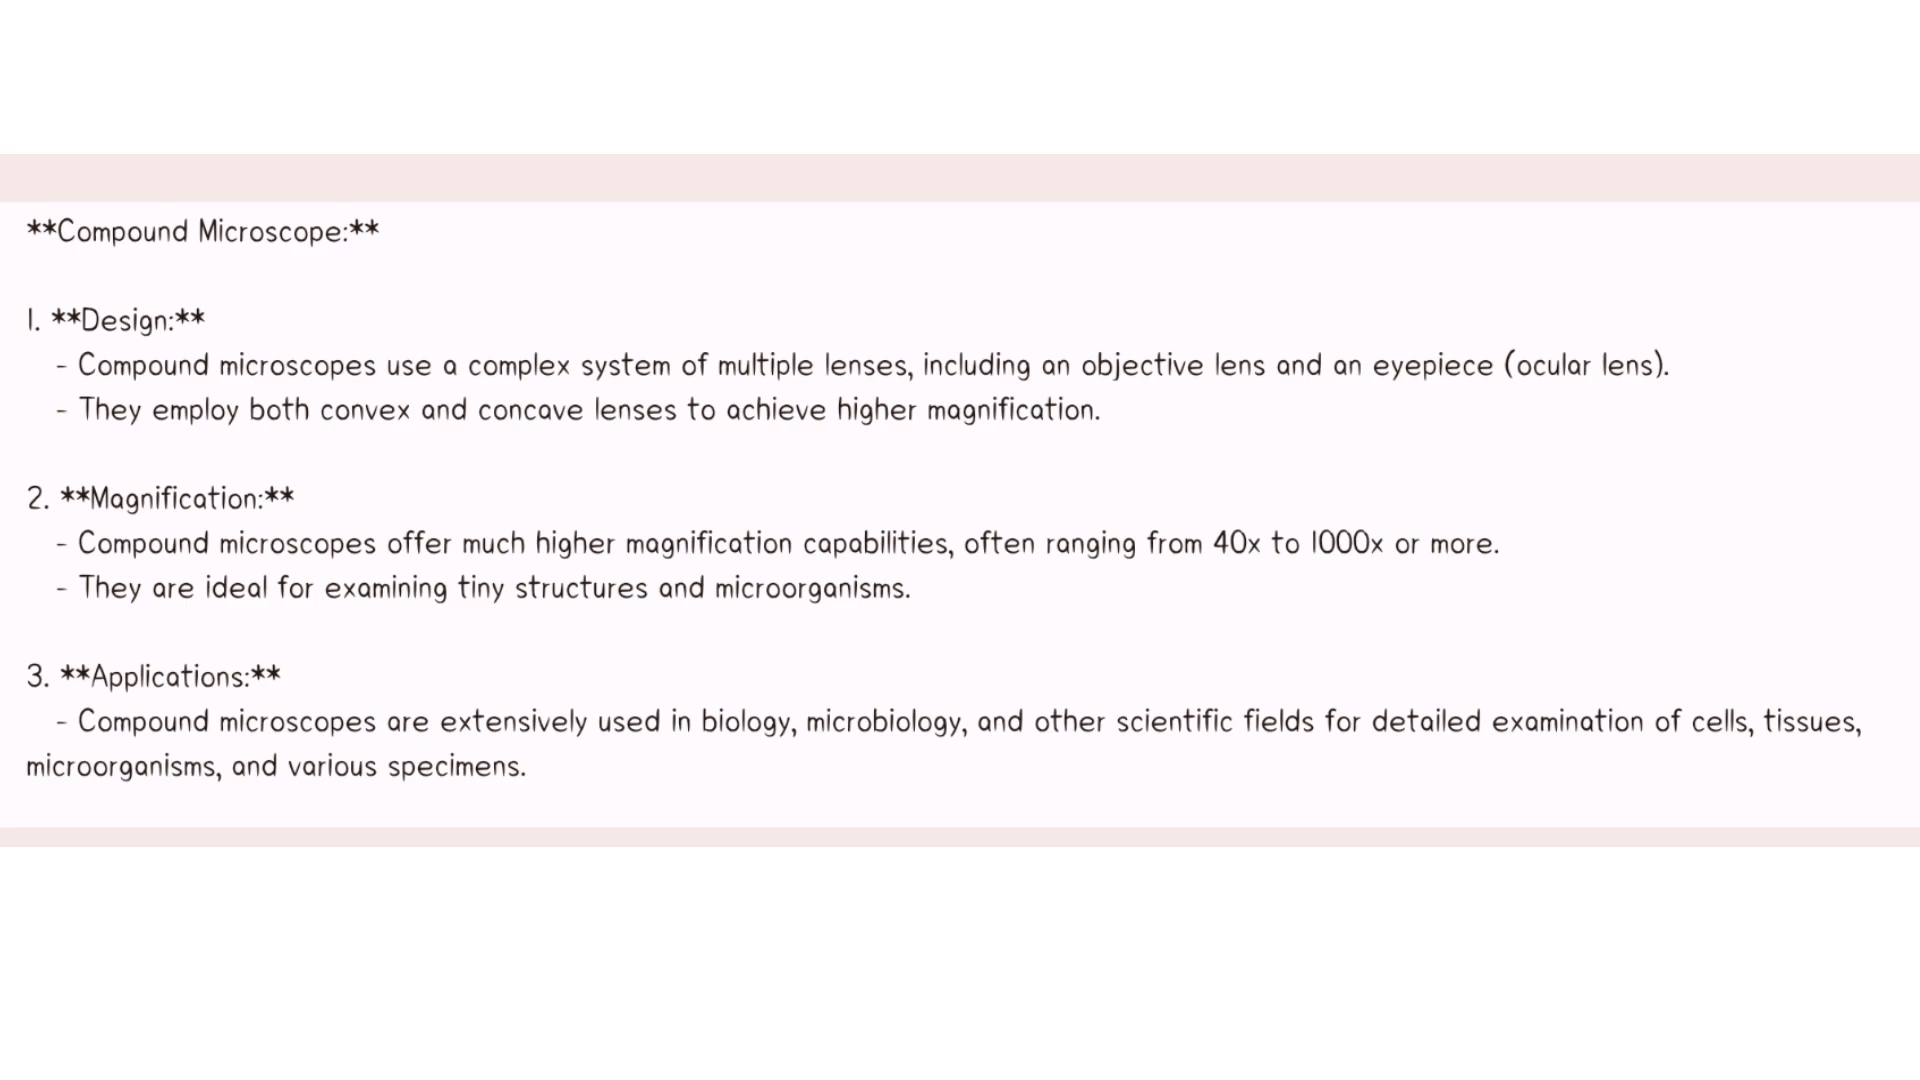 **Compound Microscope:**
1. **Design:**
- Compound microscopes use a complex system of multiple lenses, including an objective lens and an eyepiece (ocular lens).
- They employ both convex and concave lenses to achieve higher magnification.
2. **Magnification:**
- Compound microscopes offer much higher magnification capabilities, often ranging from 40x to 1000x or more.
- They are ideal for examining tiny structures and microorganisms.
3. **Applications:**
- Compound microscopes are extensively used in biology, microbiology, and other scientific fields for detailed examination of cells, tissues,
microorganisms, and various specimens.